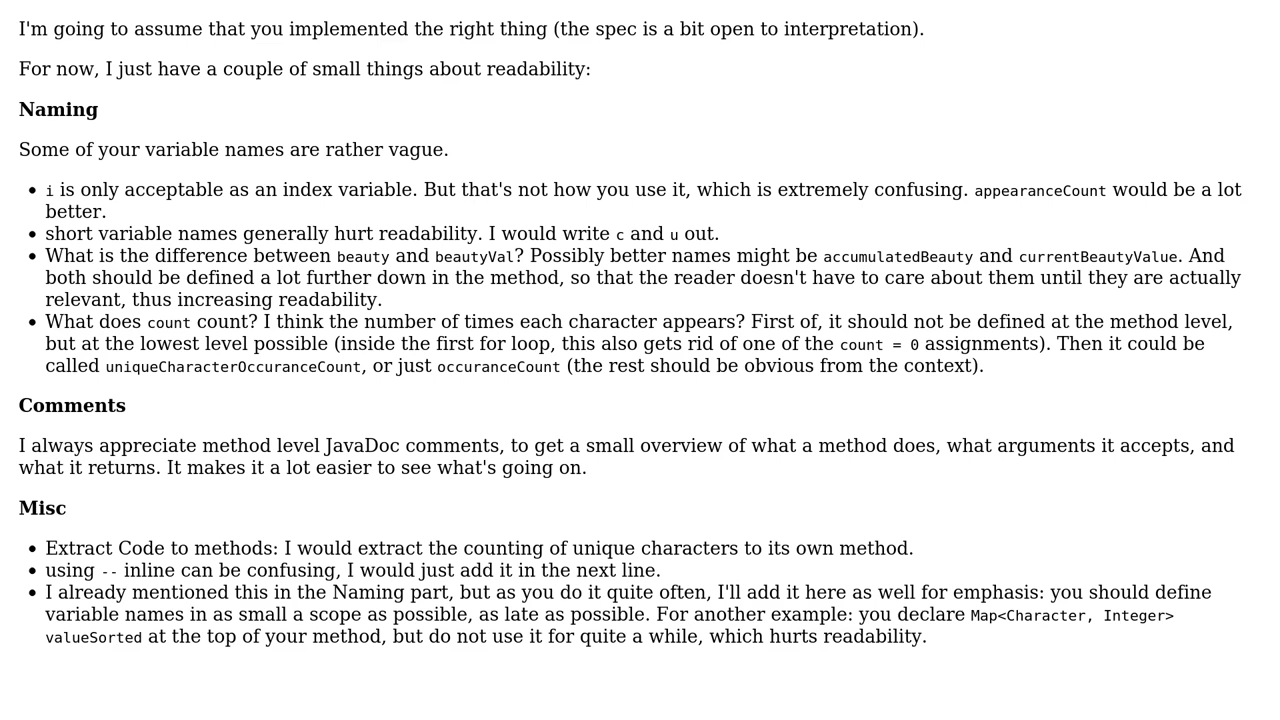 I'm going to assume that you implemented the right thing (the spec is a bit open to interpretation).
For now, I just have a couple of small things about readability:
Naming
Some of your variable names are rather vague.
• i is only acceptable as an index variable. But that's not how you use it, which is extremely confusing. appearanceCount would be a lot
better.
• short variable names generally hurt readability. I would write c and u out.
• What is the difference between beauty and beautyVal? Possibly better names might be accumulatedBeauty and currentBeautyValue. And
both should be defined a lot further down in the method, so that the reader doesn't have to care about them until they are actually
relevant, thus increasing readability.
• What does count count? I think the number of times each character appears? First of, it should not be defined at the method level,
but at the lowest level possible (inside the first for loop, this also gets rid of one of the count = 0 assignments). Then it could be
called uniqueCharacterOccuranceCount, or just occuranceCount (the rest should be obvious from the context).
Comments
I always appreciate method level JavaDoc comments, to get a small overview of what a method does, what arguments it accepts, and
what it returns. It makes it a lot easier to see what's going on.
Misc
• Extract Code to methods: I would extract the counting of unique characters to its own method.
• using -- inline can be confusing, I would just add it in the next line.
• I already mentioned this in the Naming part, but as you do it quite often, I'll add it here as well for emphasis: you should define
variable names in as small a scope as possible, as late as possible. For another example: you declare Map<Character, Integer>
valueSorted at the top of your method, but do not use it for quite a while, which hurts readability.